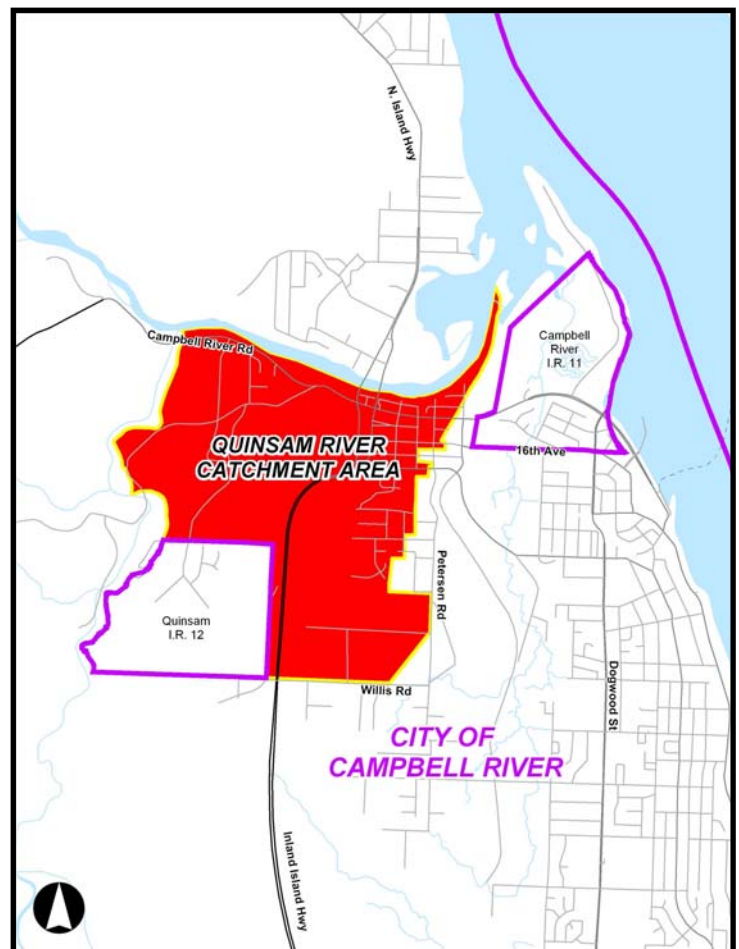 N. Island Hwy
Campbell River Rd
Campbell
River
I.R. 11
16th Ave
QUINSAM RIVER
CATCHMENT AREA
Petersen Rd
Quinsam
I.R. 12
Willis Rd
Dogwood St
CITY OF
CAMPBELL RIVER
Inland Island Hwy